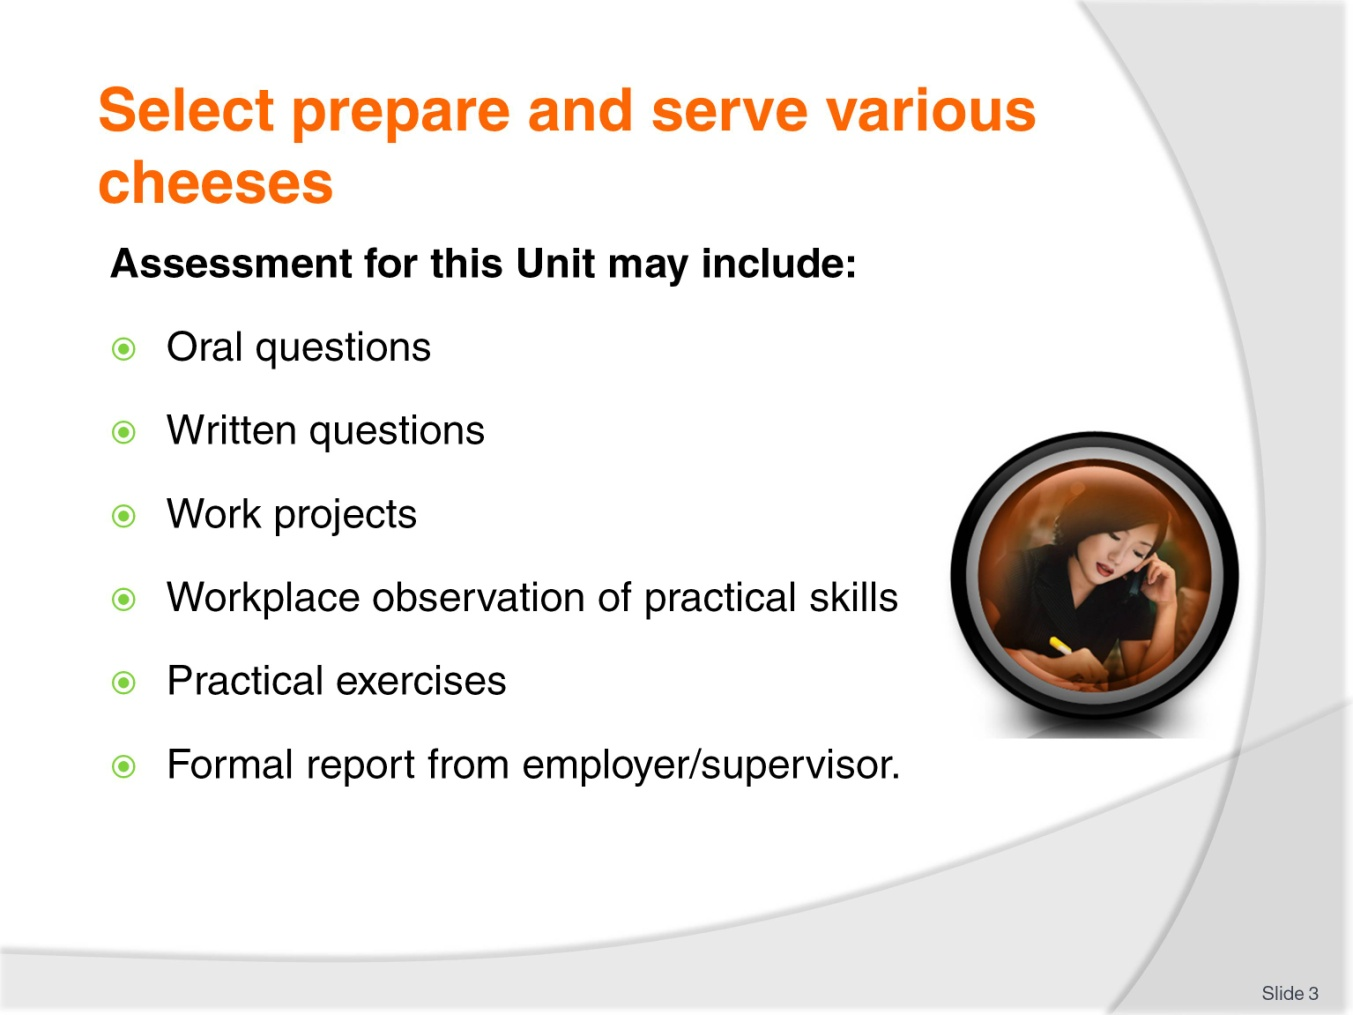 Select prepare and serve various
cheeses
Assessment for this Unit may include:
Oral questions
Written questions
Work projects
Workplace observation of practical skills
Practical exercises
Formal report from employer/supervisor.
Slide 3